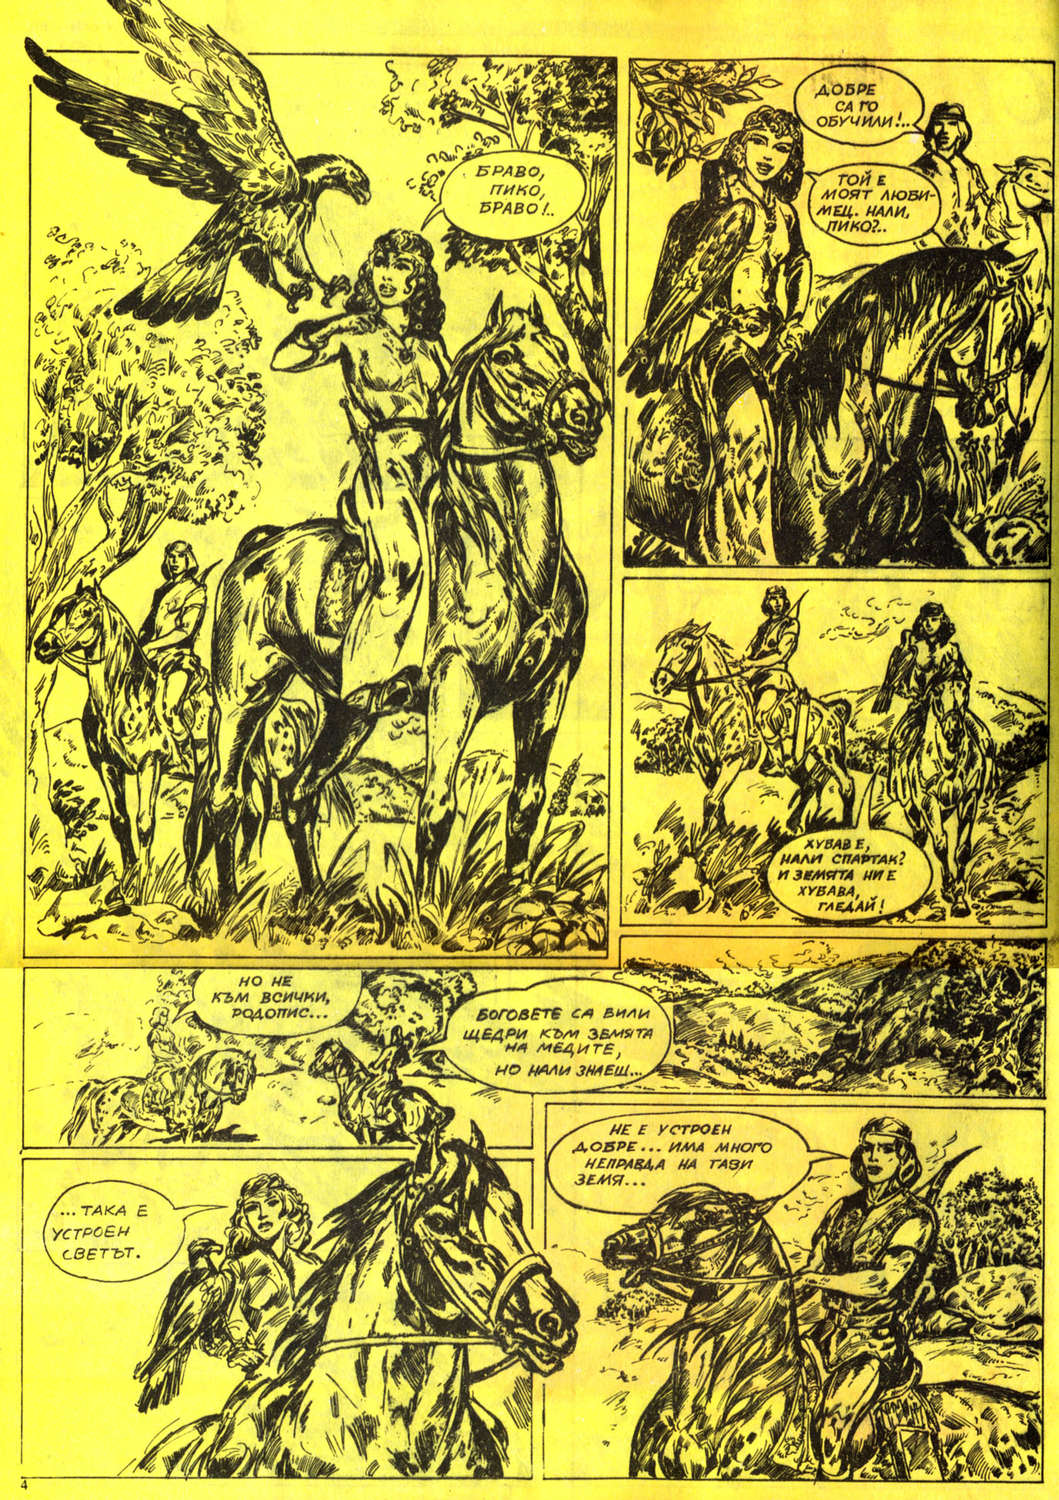 БРАВО,
ПИКО,
БРАВО!..
ДОБРЕ
СА ГО
ОБУЧИЛИ!..
ТОЙ Е
МОЯТ ЛЮБИ-
МЕЦ. НАЛИ,
ПИКО?..
ХУБАВ Е,
НАЛИ СПАРТАК?
И ЗЕМЯТА НИ Е
ХУБАВА,
ГЛЕДАЙ!
НО НЕ
КЪМ ВСИЧКИ,
РОДОПИС...
БОГОВЕТЕ СА БИЛИ
ЩЕДРИ КЪМ ЗЕМЯТА
НА МЕДИТЕ,
НО НАЛИ ЗНАЕШ...
...ТАКА Е
УСТРОЕН
СВЕТЪТ.
НЕ Е УСТРОЕН
ДОБРЕ... ИМА МНОГО
НЕПРАВДА НА ТАЗИ
ЗЕМЯ...
4